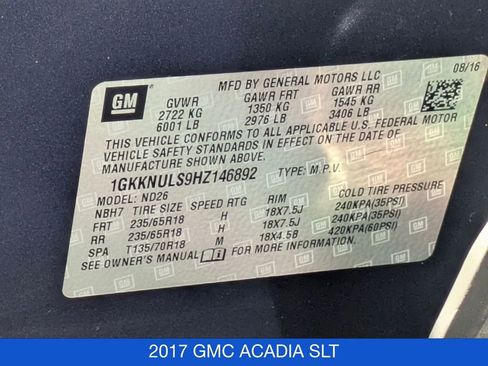 GM
MFD BY GENERAL MOTORS LLC
08/16
GVWR GAWR FRT GAWR RR
2722 KG 1350 KG 1545 KG
6001 LB 2976 LB 3406 LB
THIS VEHICLE CONFORMS TO ALL APPLICABLE U.S. FEDERAL MOTOR
VEHICLE SAFETY STANDARDS IN EFFECT ON THE DATE OF
MANUFACTURE SHOWN ABOVE.
1GKKNULS9HZ146892 TYPE: M.P.V.
MODEL: ND26
NBH7 TIRE SIZE SPEED RTG RIM COLD TIRE PRESSURE
FRT 235/65R18 H 18X7.5J 240KPA(35PSI)
RR 235/65R18 H 18X7.5J 240KPA(35PSI)
SPA T135/70R18 M 18X4.5B 420KPA(60PSI)
SEE OWNER'S MANUAL FOR MORE INFORMATION.
2017 GMC ACADIA SLT